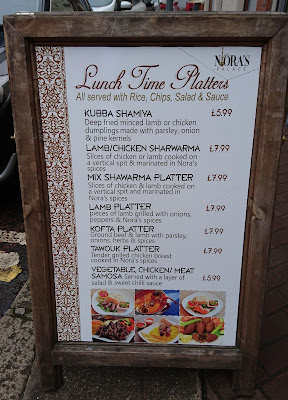 NORA'S
PALACE
Lunch Time Platters
All served with Rice, Chips, Salad & Sauce
KUBBA SHAMIYA £5.99
Deep fried minced lamb or chicken
dumplings made with parsley, onion
& pine kernels
LAMB/CHICKEN SHARWARMA £7.99
Slices of chicken or lamb cooked on
a vertical spit & marinated in Nora's
spices
MIX SHAWARMA PLATTER £7.99
Slices of chicken & lamb cooked on
a vertical spit and marinated in
Nora's spices
LAMB PLATTER £7.99
pieces of lamb grilled with onions,
peppers & Nora's spices
KOFTA PLATTER £7.99
Ground beef & lamb with parsley,
onions, herbs & spices
TAWOUK PLATTER £7.99
Tender grilled chicken breast
cooked in Nora's spices
VEGETABLE, CHICKEN/ MEAT
SAMOSA Served with a layer of £5.99
salad & sweet chilli sauce